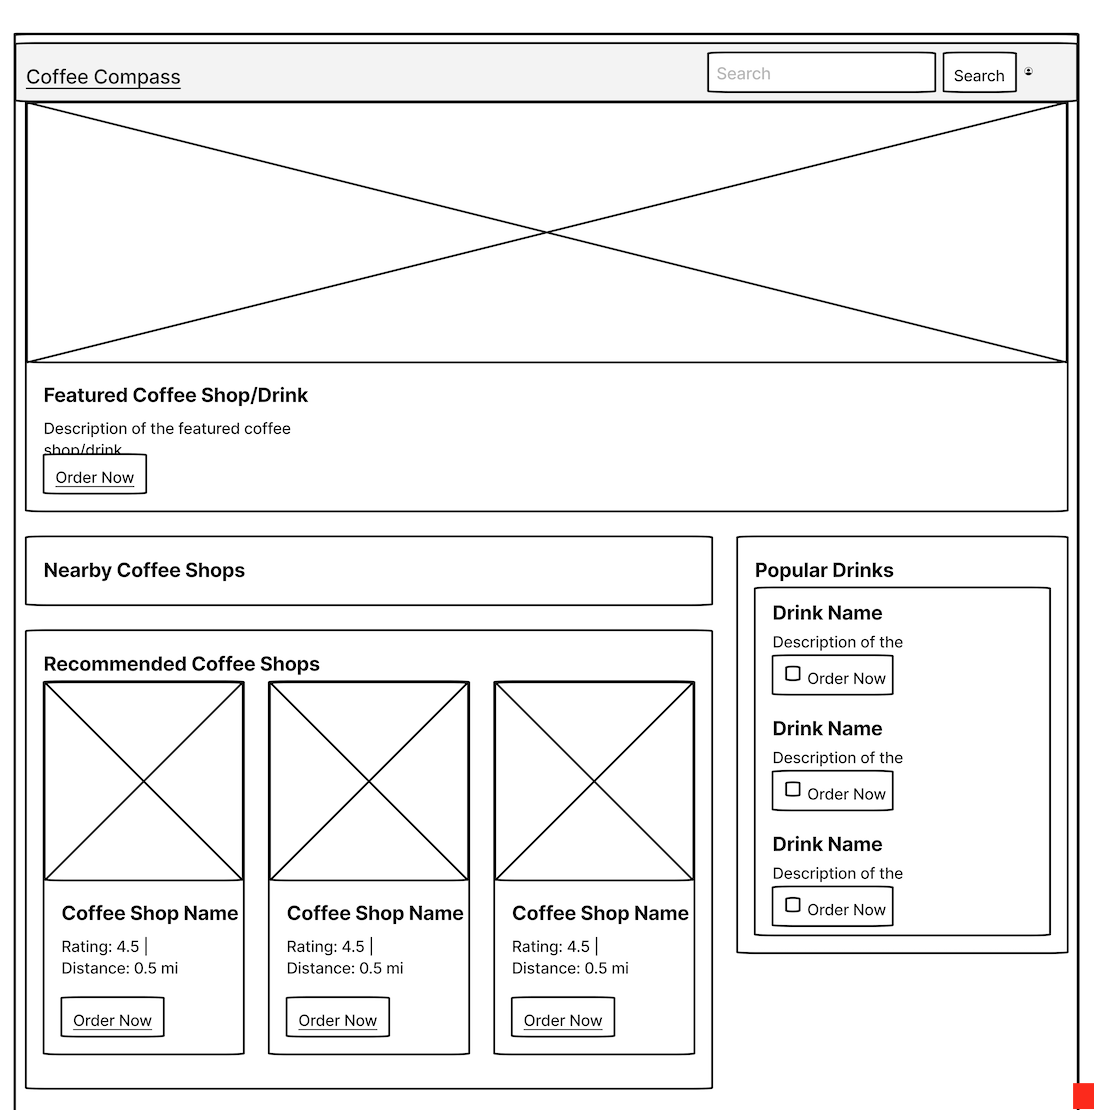 Coffee Compass
Search
Search
Featured Coffee Shop/Drink
Description of the featured coffee
shop/drink
Order Now
Nearby Coffee Shops
Recommended Coffee Shops
Coffee Shop Name
Rating: 4.5 |
Distance: 0.5 mi
Order Now
Coffee Shop Name
Rating: 4.5 |
Distance: 0.5 mi
Order Now
Coffee Shop Name
Rating: 4.5 |
Distance: 0.5 mi
Order Now
Popular Drinks
Drink Name
Description of the
Order Now
Drink Name
Description of the
Order Now
Drink Name
Description of the
Order Now